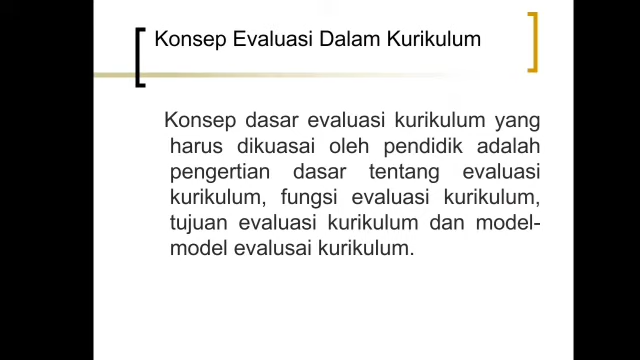 Konsep Evaluasi Dalam Kurikulum
Konsep dasar evaluasi kurikulum yang
harus dikuasai oleh pendidik adalah
pengertian dasar tentang evaluasi
kurikulum, fungsi evaluasi kurikulum,
tujuan evaluasi kurikulum dan model-
model evalusai kurikulum.